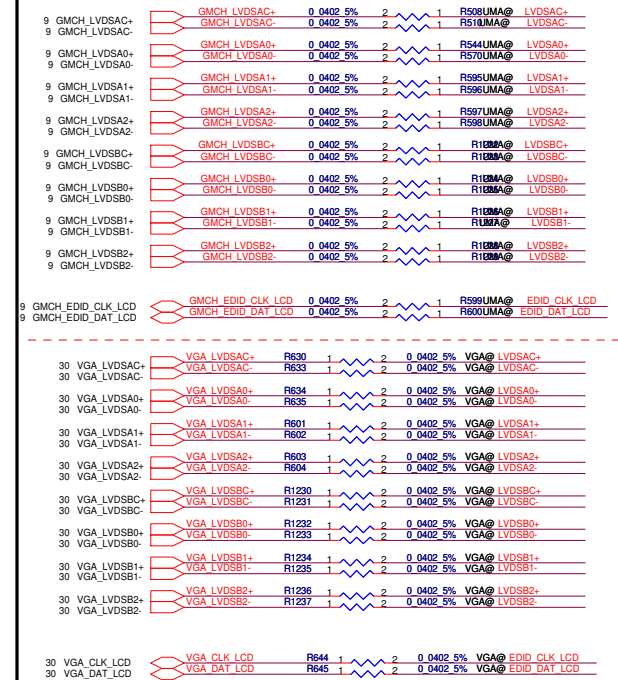 9 GMCH_LVDSAC+ GMCH_LVDSAC+ 0_0402_5% 2 1 R508 UMA@ LVDSAC+
9 GMCH_LVDSAC- GMCH_LVDSAC- 0_0402_5% 2 1 R510 UMA@ LVDSAC-
9 GMCH_LVDSA0+ GMCH_LVDSA0+ 0_0402_5% 2 1 R544 UMA@ LVDSA0+
9 GMCH_LVDSA0- GMCH_LVDSA0- 0_0402_5% 2 1 R570 UMA@ LVDSA0-
9 GMCH_LVDSA1+ GMCH_LVDSA1+ 0_0402_5% 2 1 R595 UMA@ LVDSA1+
9 GMCH_LVDSA1- GMCH_LVDSA1- 0_0402_5% 2 1 R596 UMA@ LVDSA1-
9 GMCH_LVDSA2+ GMCH_LVDSA2+ 0_0402_5% 2 1 R597 UMA@ LVDSA2+
9 GMCH_LVDSA2- GMCH_LVDSA2- 0_0402_5% 2 1 R598 UMA@ LVDSA2-
9 GMCH_LVDSBC+ GMCH_LVDSBC+ 0_0402_5% 2 1 LVDSBC+
9 GMCH_LVDSBC- GMCH_LVDSBC- 0_0402_5% 2 1 LVDSBC-
9 GMCH_LVDSB0+ GMCH_LVDSB0+ 0_0402_5% 2 1 LVDSB0+
9 GMCH_LVDSB0- GMCH_LVDSB0- 0_0402_5% 2 1 LVDSB0-
9 GMCH_LVDSB1+ GMCH_LVDSB1+ 0_0402_5% 2 1 LVDSB1+
9 GMCH_LVDSB1- GMCH_LVDSB1- 0_0402_5% 2 1 LVDSB1-
9 GMCH_LVDSB2+ GMCH_LVDSB2+ 0_0402_5% 2 1 LVDSB2+
9 GMCH_LVDSB2- GMCH_LVDSB2- 0_0402_5% 2 1 LVDSB2-
9 GMCH_EDID_CLK_LCD GMCH_EDID_CLK_LCD 0_0402_5% 2 1 R599 UMA@ EDID_CLK_LCD
9 GMCH_EDID_DAT_LCD GMCH_EDID_DAT_LCD 0_0402_5% 2 1 R600 UMA@ EDID_DAT_LCD
30 VGA_LVDSAC+ VGA_LVDSAC+ R630 1 2 0_0402_5% VGA@ LVDSAC+
30 VGA_LVDSAC- VGA_LVDSAC- R633 1 2 0_0402_5% VGA@ LVDSAC-
30 VGA_LVDSA0+ VGA_LVDSA0+ R634 1 2 0_0402_5% VGA@ LVDSA0+
30 VGA_LVDSA0- VGA_LVDSA0- R635 1 2 0_0402_5% VGA@ LVDSA0-
30 VGA_LVDSA1+ VGA_LVDSA1+ R601 1 2 0_0402_5% VGA@ LVDSA1+
30 VGA_LVDSA1- VGA_LVDSA1- R602 1 2 0_0402_5% VGA@ LVDSA1-
30 VGA_LVDSA2+ VGA_LVDSA2+ R603 1 2 0_0402_5% VGA@ LVDSA2+
30 VGA_LVDSA2- VGA_LVDSA2- R604 1 2 0_0402_5% VGA@ LVDSA2-
30 VGA_LVDSBC+ VGA_LVDSBC+ R1230 1 2 0_0402_5% VGA@ LVDSBC+
30 VGA_LVDSBC- VGA_LVDSBC- R1231 1 2 0_0402_5% VGA@ LVDSBC-
30 VGA_LVDSB0+ VGA_LVDSB0+ R1232 1 2 0_0402_5% VGA@ LVDSB0+
30 VGA_LVDSB0- VGA_LVDSB0- R1233 1 2 0_0402_5% VGA@ LVDSB0-
30 VGA_LVDSB1+ VGA_LVDSB1+ R1234 1 2 0_0402_5% VGA@ LVDSB1+
30 VGA_LVDSB1- VGA_LVDSB1- R1235 1 2 0_0402_5% VGA@ LVDSB1-
30 VGA_LVDSB2+ VGA_LVDSB2+ R1236 1 2 0_0402_5% VGA@ LVDSB2+
30 VGA_LVDSB2- VGA_LVDSB2- R1237 1 2 0_0402_5% VGA@ LVDSB2-
30 VGA_CLK_LCD VGA_CLK_LCD R644 1 2 0_0402_5% VGA@ EDID_CLK_LCD
30 VGA_DAT_LCD VGA_DAT_LCD R645 1 2 0_0402_5% VGA@ EDID_DAT_LCD